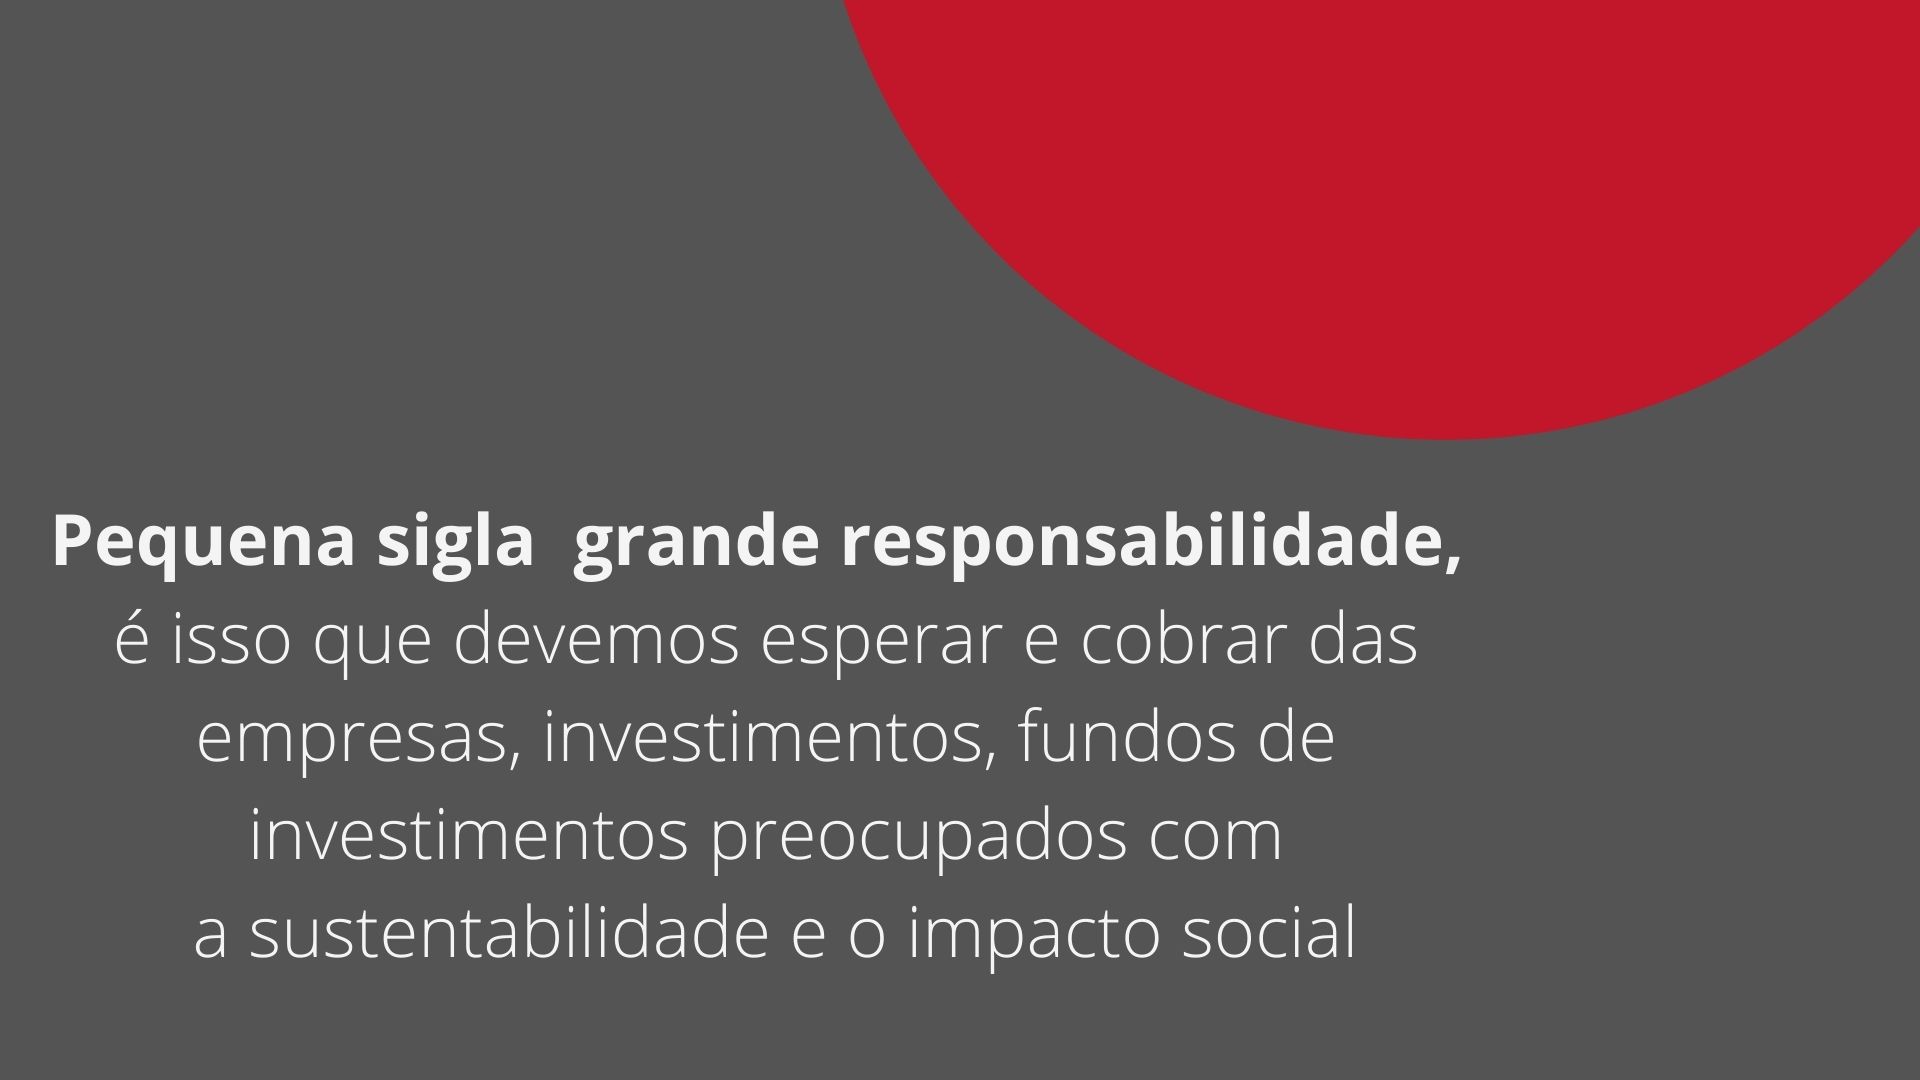 Pequena sigla  grande responsabilidade,
é isso que devemos esperar e cobrar das
empresas, investimentos, fundos de
investimentos preocupados com
a sustentabilidade e o impacto social